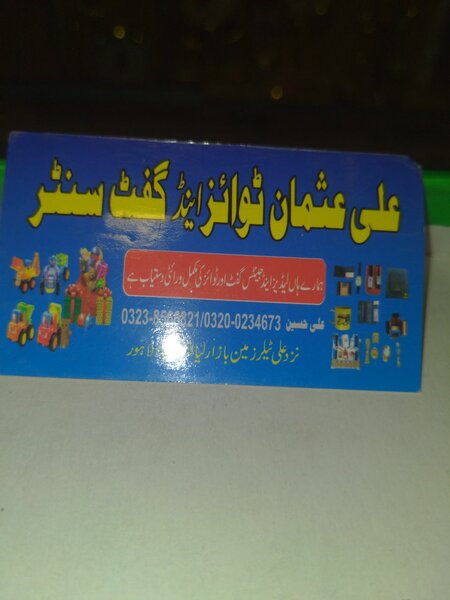 علی عثمان ٹوائز اینڈ گفٹ سنٹر
ہمارے ہاں لیڈیز اینڈ جینٹس گفٹ اور ٹوائز کی مکمل ورائٹی دستیاب ہے
علی حسین 0320-0234673
نزد علی ٹیلرز مین بازار لاہور